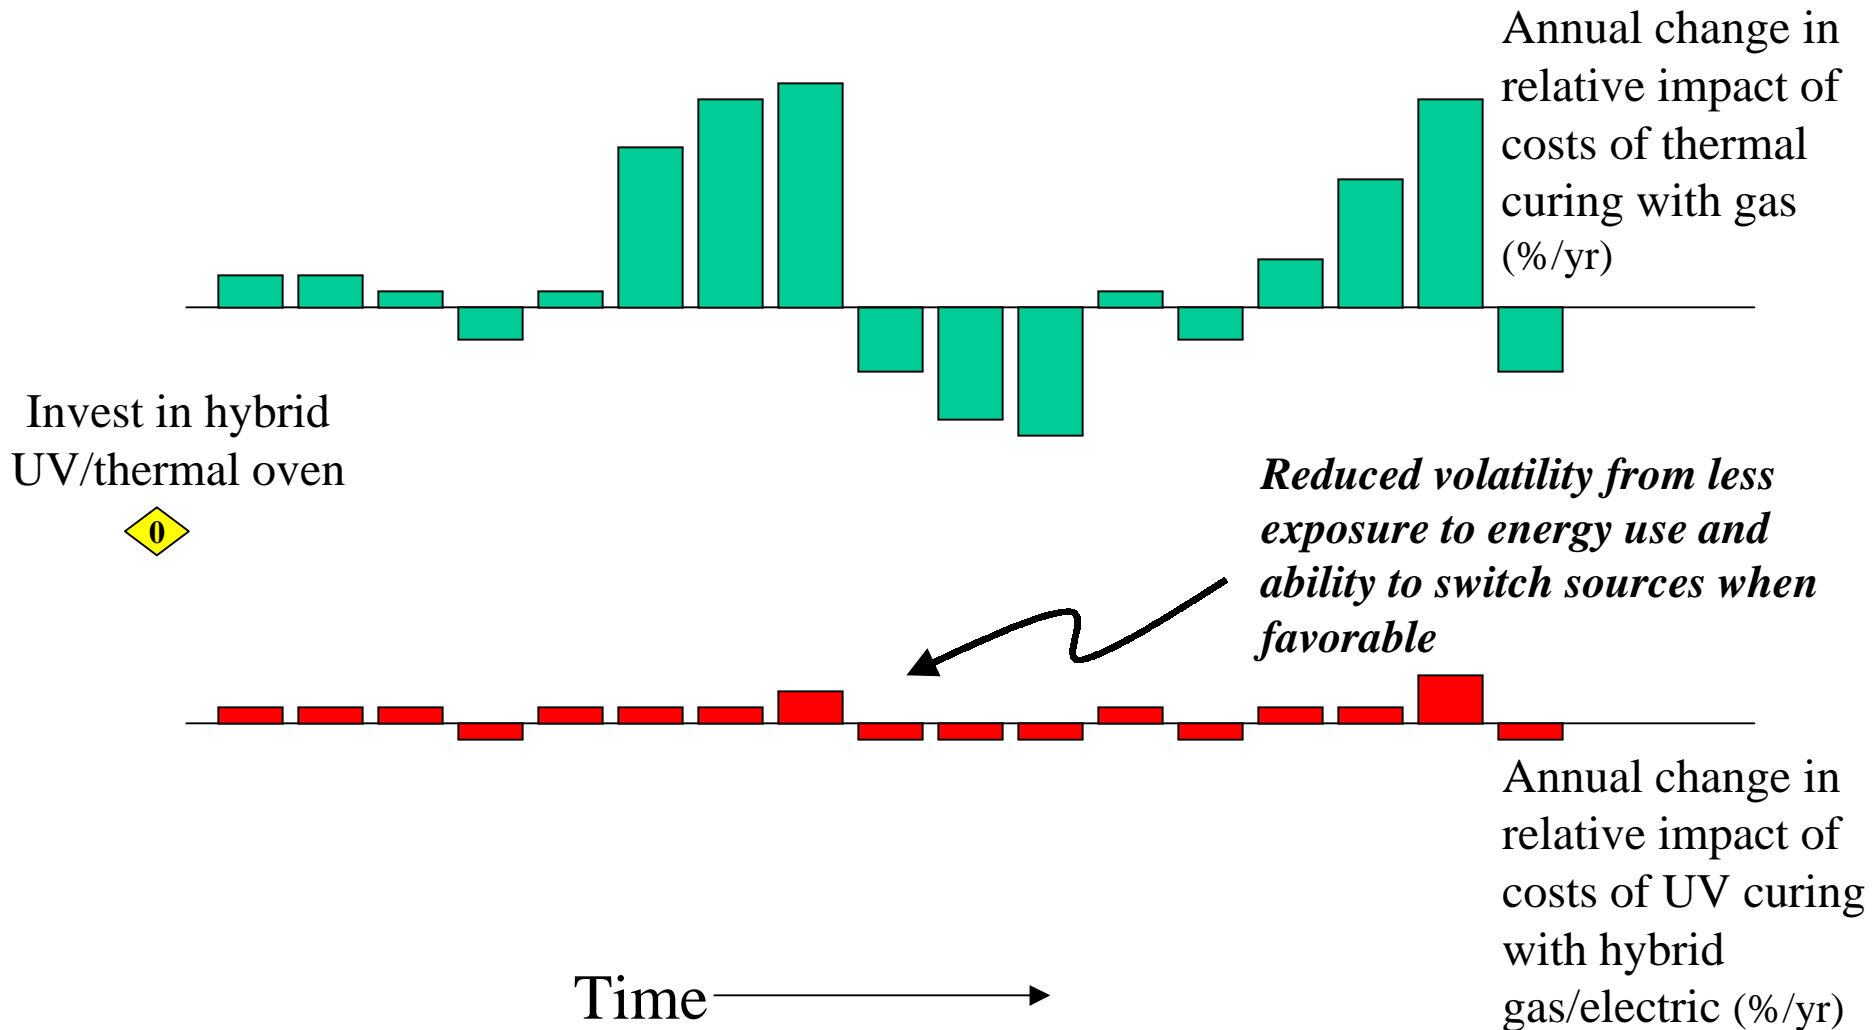 Annual change in
relative impact of
costs of thermal
curing with gas
(%/yr)
Invest in hybrid
UV/thermal oven
0
Reduced volatility from less
exposure to energy use and
ability to switch sources when
favorable
Annual change in
relative impact of
costs of UV curing
with hybrid
gas/electric (%/yr)
Time